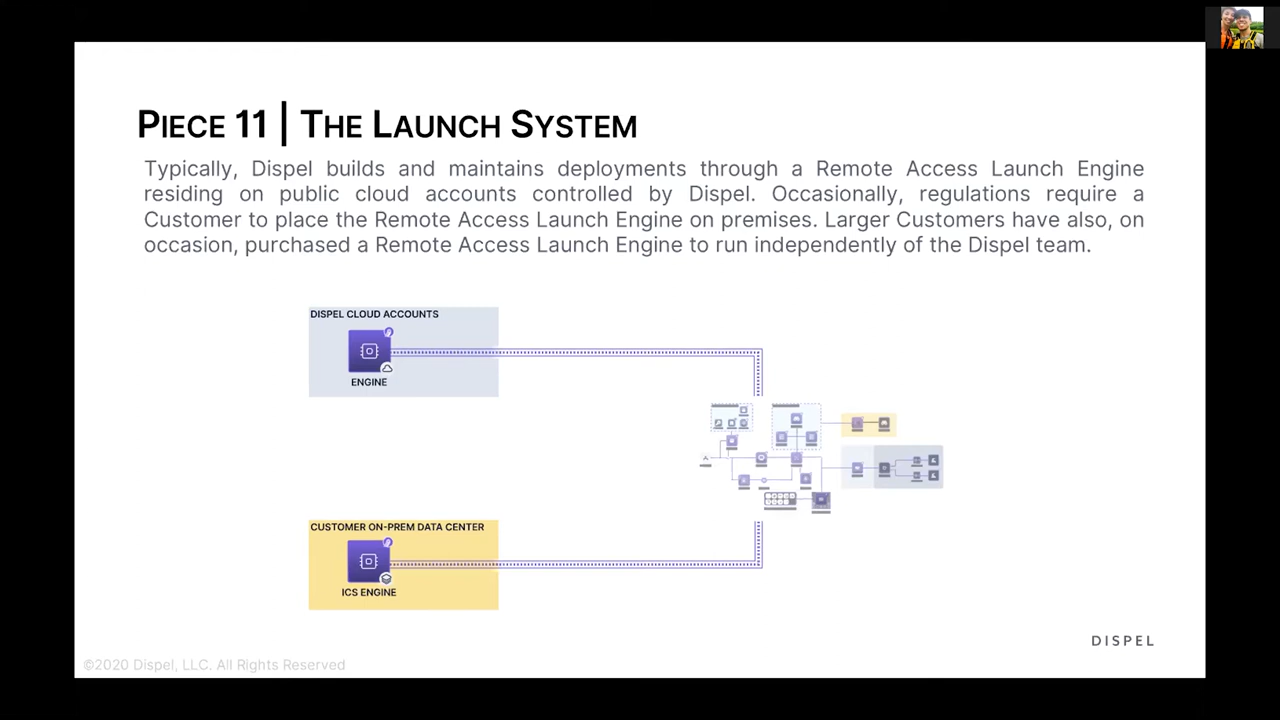 PIECE 11 | THE LAUNCH SYSTEM
Typically, Dispel builds and maintains deployments through a Remote Access Launch Engine
residing on public cloud accounts controlled by Dispel. Occasionally, regulations require a
Customer to place the Remote Access Launch Engine on premises. Larger Customers have also, on
occasion, purchased a Remote Access Launch Engine to run independently of the Dispel team.
DISPEL CLOUD ACCOUNTS
ENGINE
CUSTOMER ON-PREM DATA CENTER
ICS ENGINE
DISPEL
©2020 Dispel, LLC. All Rights Reserved